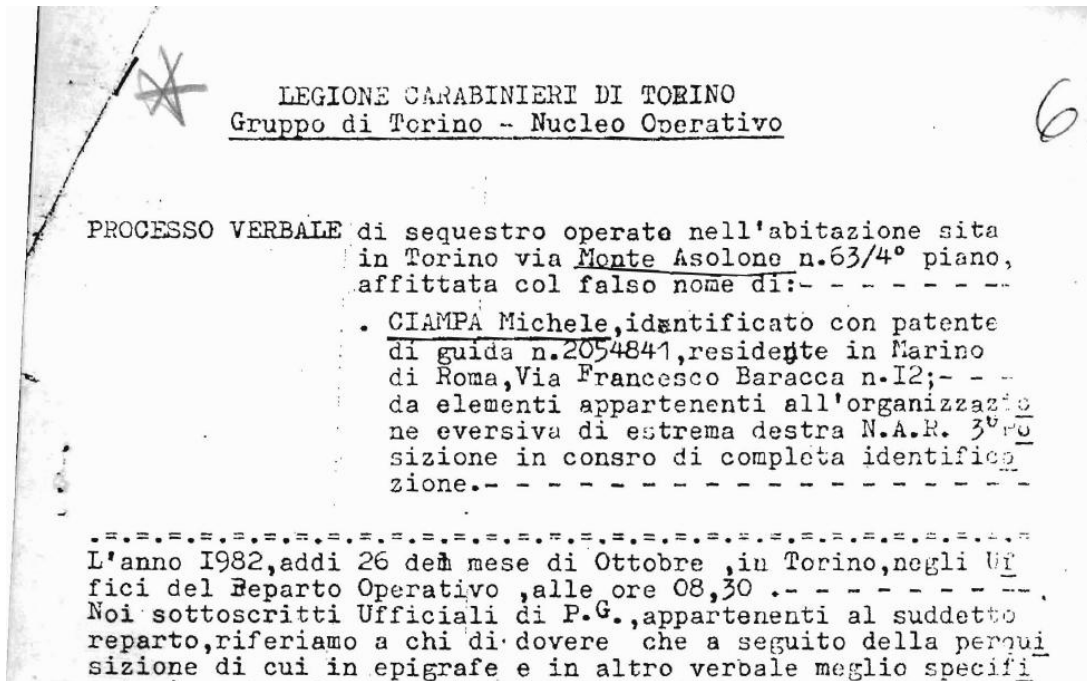 LEGIONE CARABINIERI DI TORINO
6
Gruppo di Torino - Nucleo Operativo
PROCESSO VERBALE di sequestro operato nell'abitazione sita
in Torino via Monte Asolone n.63/4° piano,
affittata col falso nome di:- - - - - - - -
. CIAMPA Michele,identificato con patente
di guida n.2054841,residente in Marino
di Roma,Via Francesco Baracca n.I2;- - -
da elementi appartenenti all'organizzazio
ne eversiva di estrema destra N.A.R. 3°
sizione in consro di completa identifica
zione.- - - - - - - - - - - - - - - - - -
.=.=.=.=.=.=.=.=.=.=.=.=.=.=.=.=.=.=.=.=.=.=.=.=.=.=.=.=.=
L'anno I982,addi 26 del mese di Ottobre ,in Torino,negli Uf
fici del Reparto Operativo ,alle ore 08,30 .- - - - - - - --.
Noi sottoscritti Ufficiali di P.G.,appartenenti al suddetto
reparto,riferiamo a chi di dovere che a seguito della perqui
sizione di cui in epigrafe e in altro verbale meglio specifi